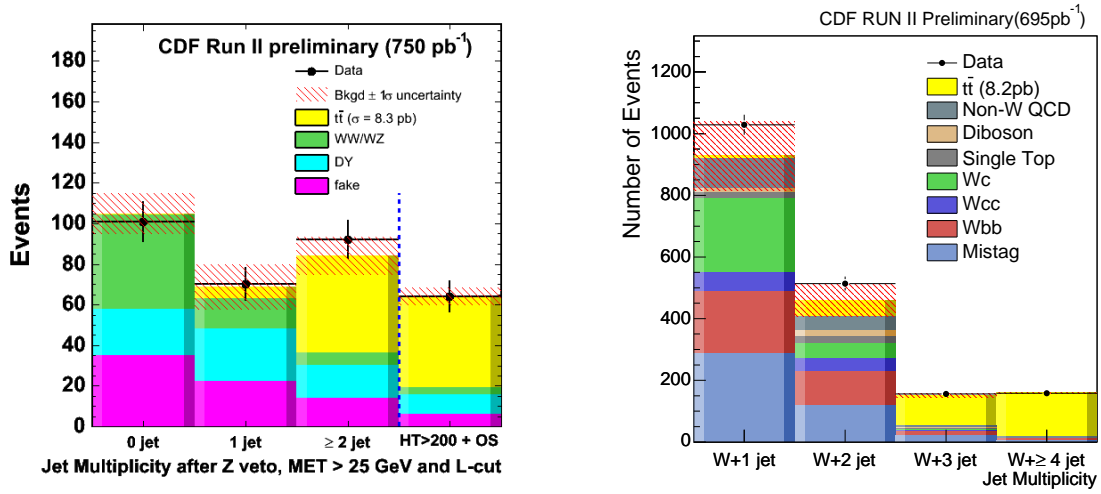 CDF Run II preliminary (750 pb⁻¹)
Data
Bkgd ± 1σ uncertainty
tt̄ (σ = 8.3 pb)
WW/WZ
DY
fake
Events
180
160
140
120
100
80
60
40
20
0
0 jet 1 jet ≥ 2 jet HT>200 + OS
Jet Multiplicity after Z veto, MET > 25 GeV and L-cut
CDF RUN II Preliminary(695pb⁻¹)
Data
tt̄ (8.2pb)
Non-W QCD
Diboson
Single Top
Wc
Wcc
Wbb
Mistag
Number of Events
1200
1000
800
600
400
200
0
W+1 jet W+2 jet W+3 jet W+≥ 4 jet
Jet Multiplicity